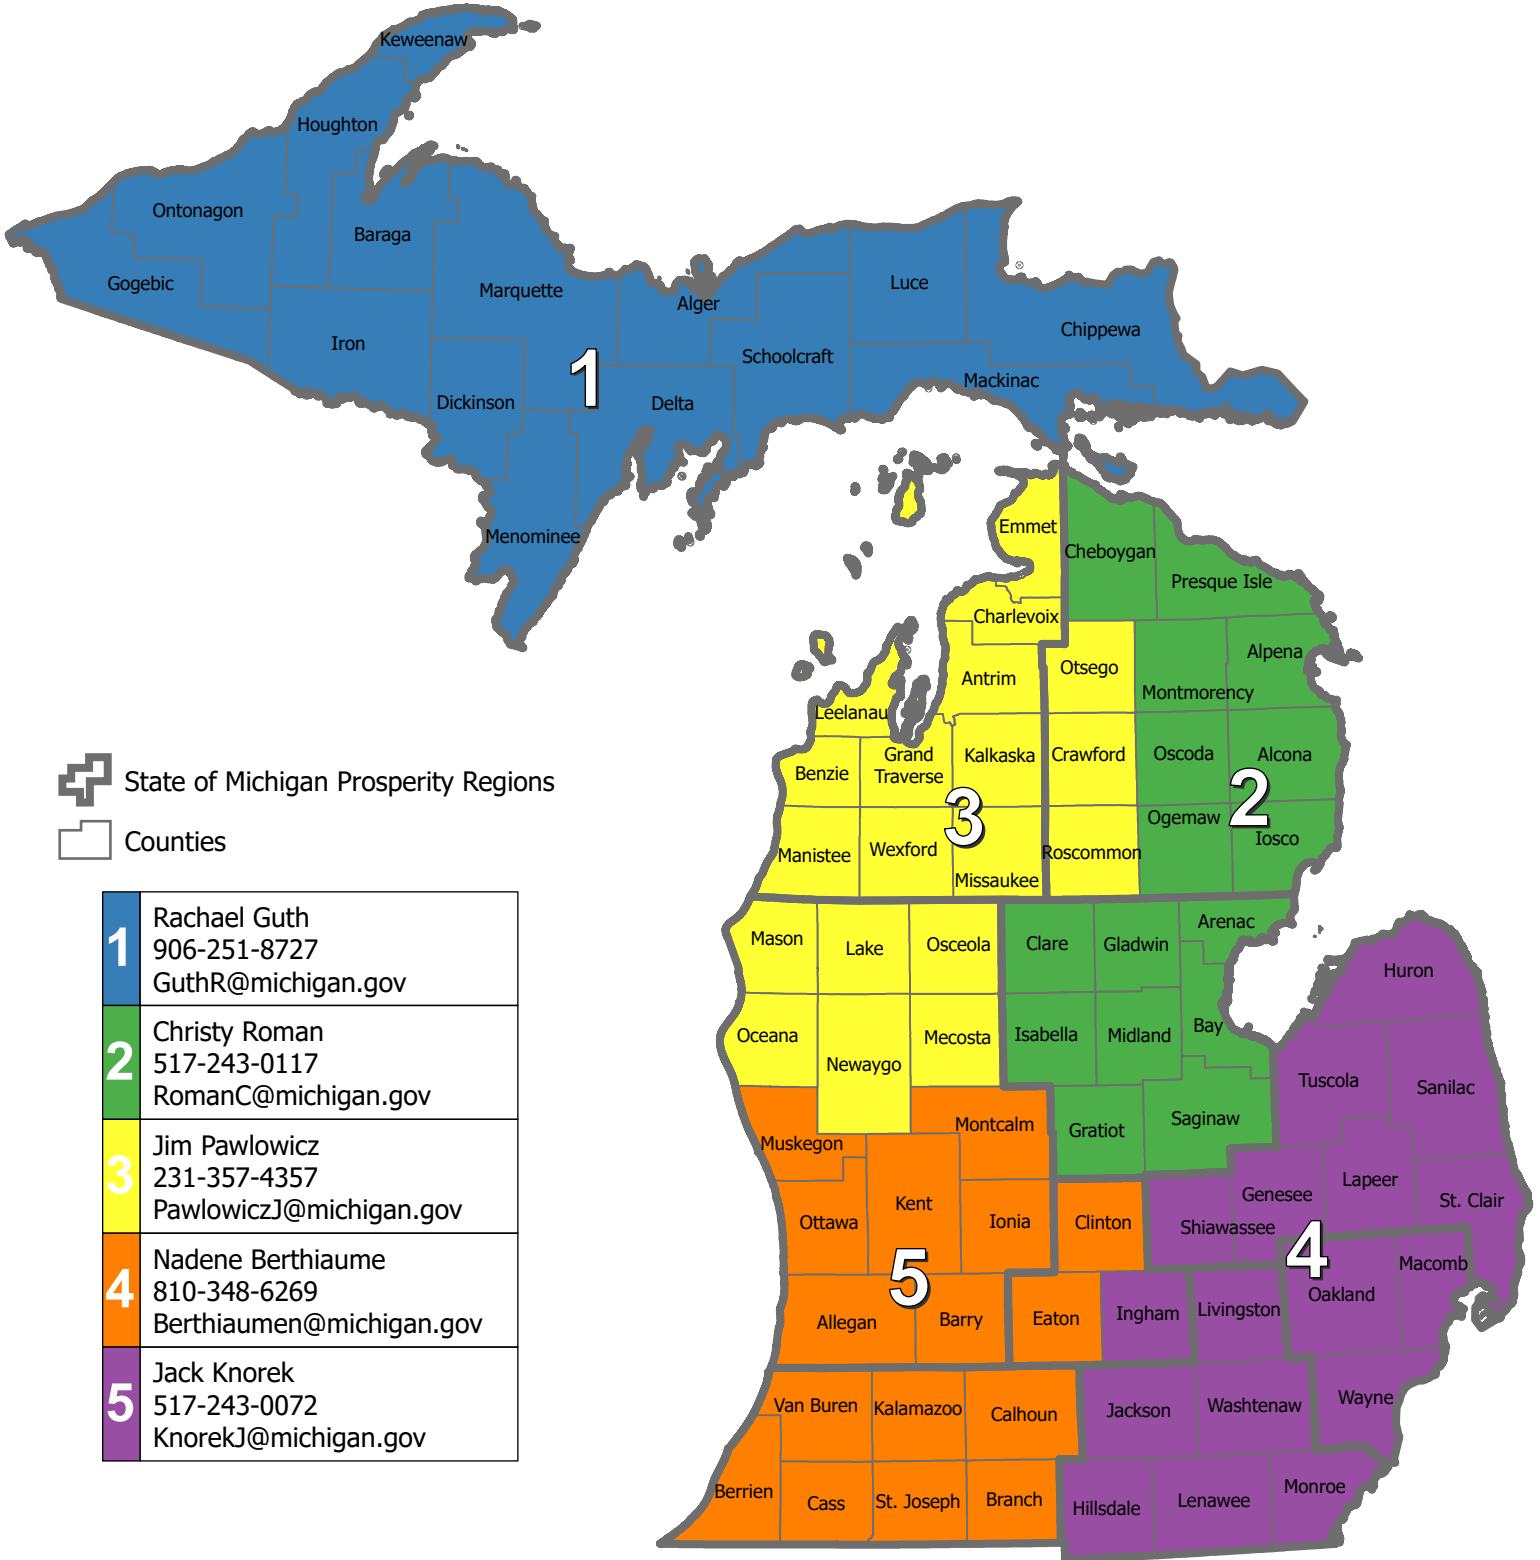 Keweenaw
Houghton
Ontonagon
Baraga
Gogebic
Marquette
Alger
Luce
Iron
Schoolcraft
Chippewa
1
Mackinac
Dickinson
Delta
Menominee
Emmet
Cheboygan
Presque Isle
Charlevoix
Otsego
Alpena
Antrim
Montmorency
Leelanau
Grand
Traverse
Kalkaska
Crawford
Oscoda
Alcona
Benzie
3
2
Ogemaw
Iosco
Manistee
Wexford
Roscommon
Missaukee
State of Michigan Prosperity Regions
Counties
Mason
Lake
Osceola
Clare
Gladwin
Arenac
Huron
Oceana
Newaygo
Mecosta
Isabella
Midland
Bay
Tuscola
Sanilac
Muskegon
Montcalm
Gratiot
Saginaw
Ottawa
Kent
Ionia
Clinton
Shiawassee
Genesee
Lapeer
St. Clair
5
4
Macomb
Oakland
Allegan
Barry
Eaton
Ingham
Livingston
Van Buren
Kalamazoo
Calhoun
Jackson
Washtenaw
Wayne
Berrien
Cass
St. Joseph
Branch
Hillsdale
Lenawee
Monroe
1
Rachael Guth
906-251-8727
GuthR@michigan.gov
2
Christy Roman
517-243-0117
RomanC@michigan.gov
3
Jim Pawlowicz
231-357-4357
PawlowiczJ@michigan.gov
4
Nadene Berthiaume
810-348-6269
Berthiaumen@michigan.gov
5
Jack Knorek
517-243-0072
KnorekJ@michigan.gov